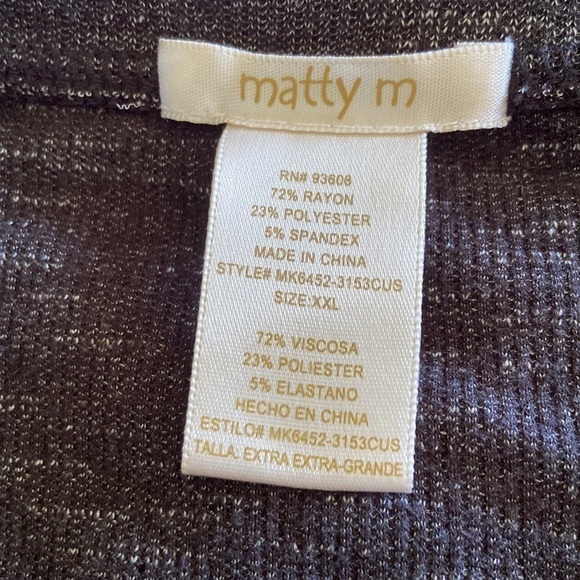 matty m
RN# 93608
72% RAYON
23% POLYESTER
5% SPANDEX
MADE IN CHINA
STYLE# MK6452-3153CUS
SIZE:XXL
72% VISCOSA
23% POLIESTER
5% ELASTANO
HECHO EN CHINA
ESTILO# MK6452-3153CUS
TALLA: EXTRA EXTRA-GRANDE